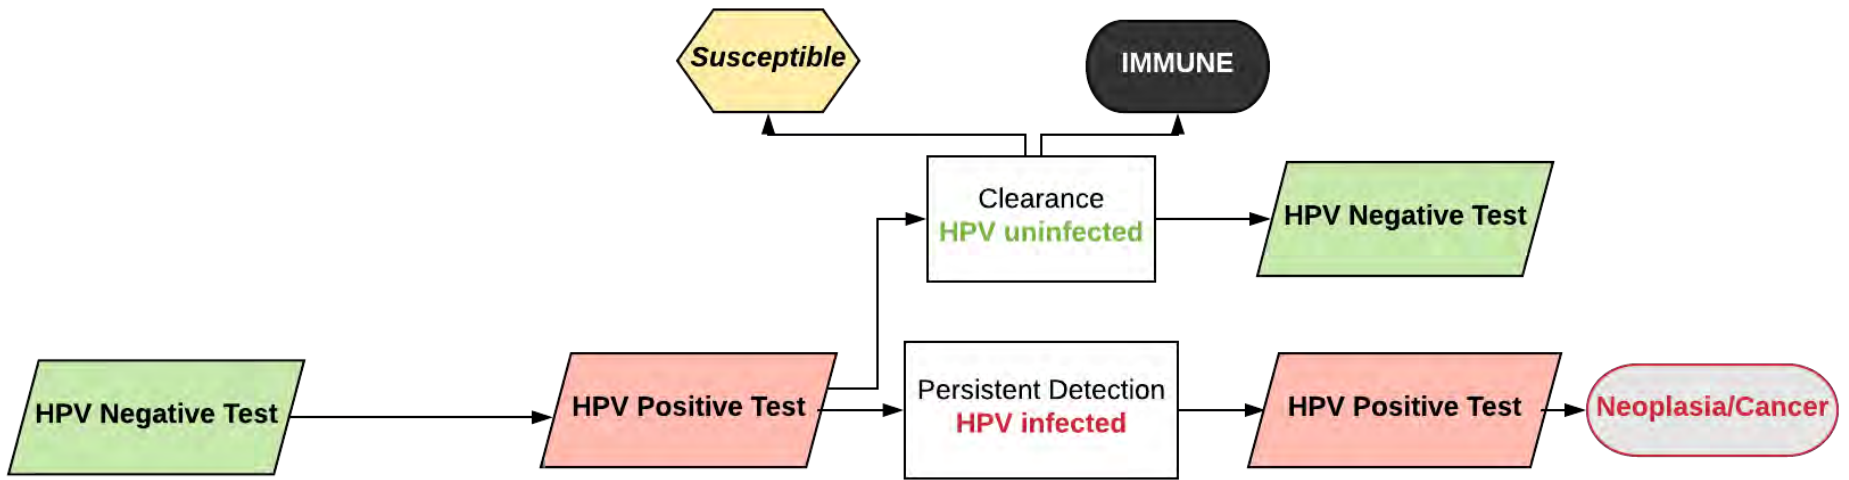 Susceptible
IMMUNE
Clearance
HPV uninfected
HPV Negative Test
HPV Negative Test
HPV Positive Test
Persistent Detection
HPV infected
HPV Positive Test
Neoplasia/Cancer